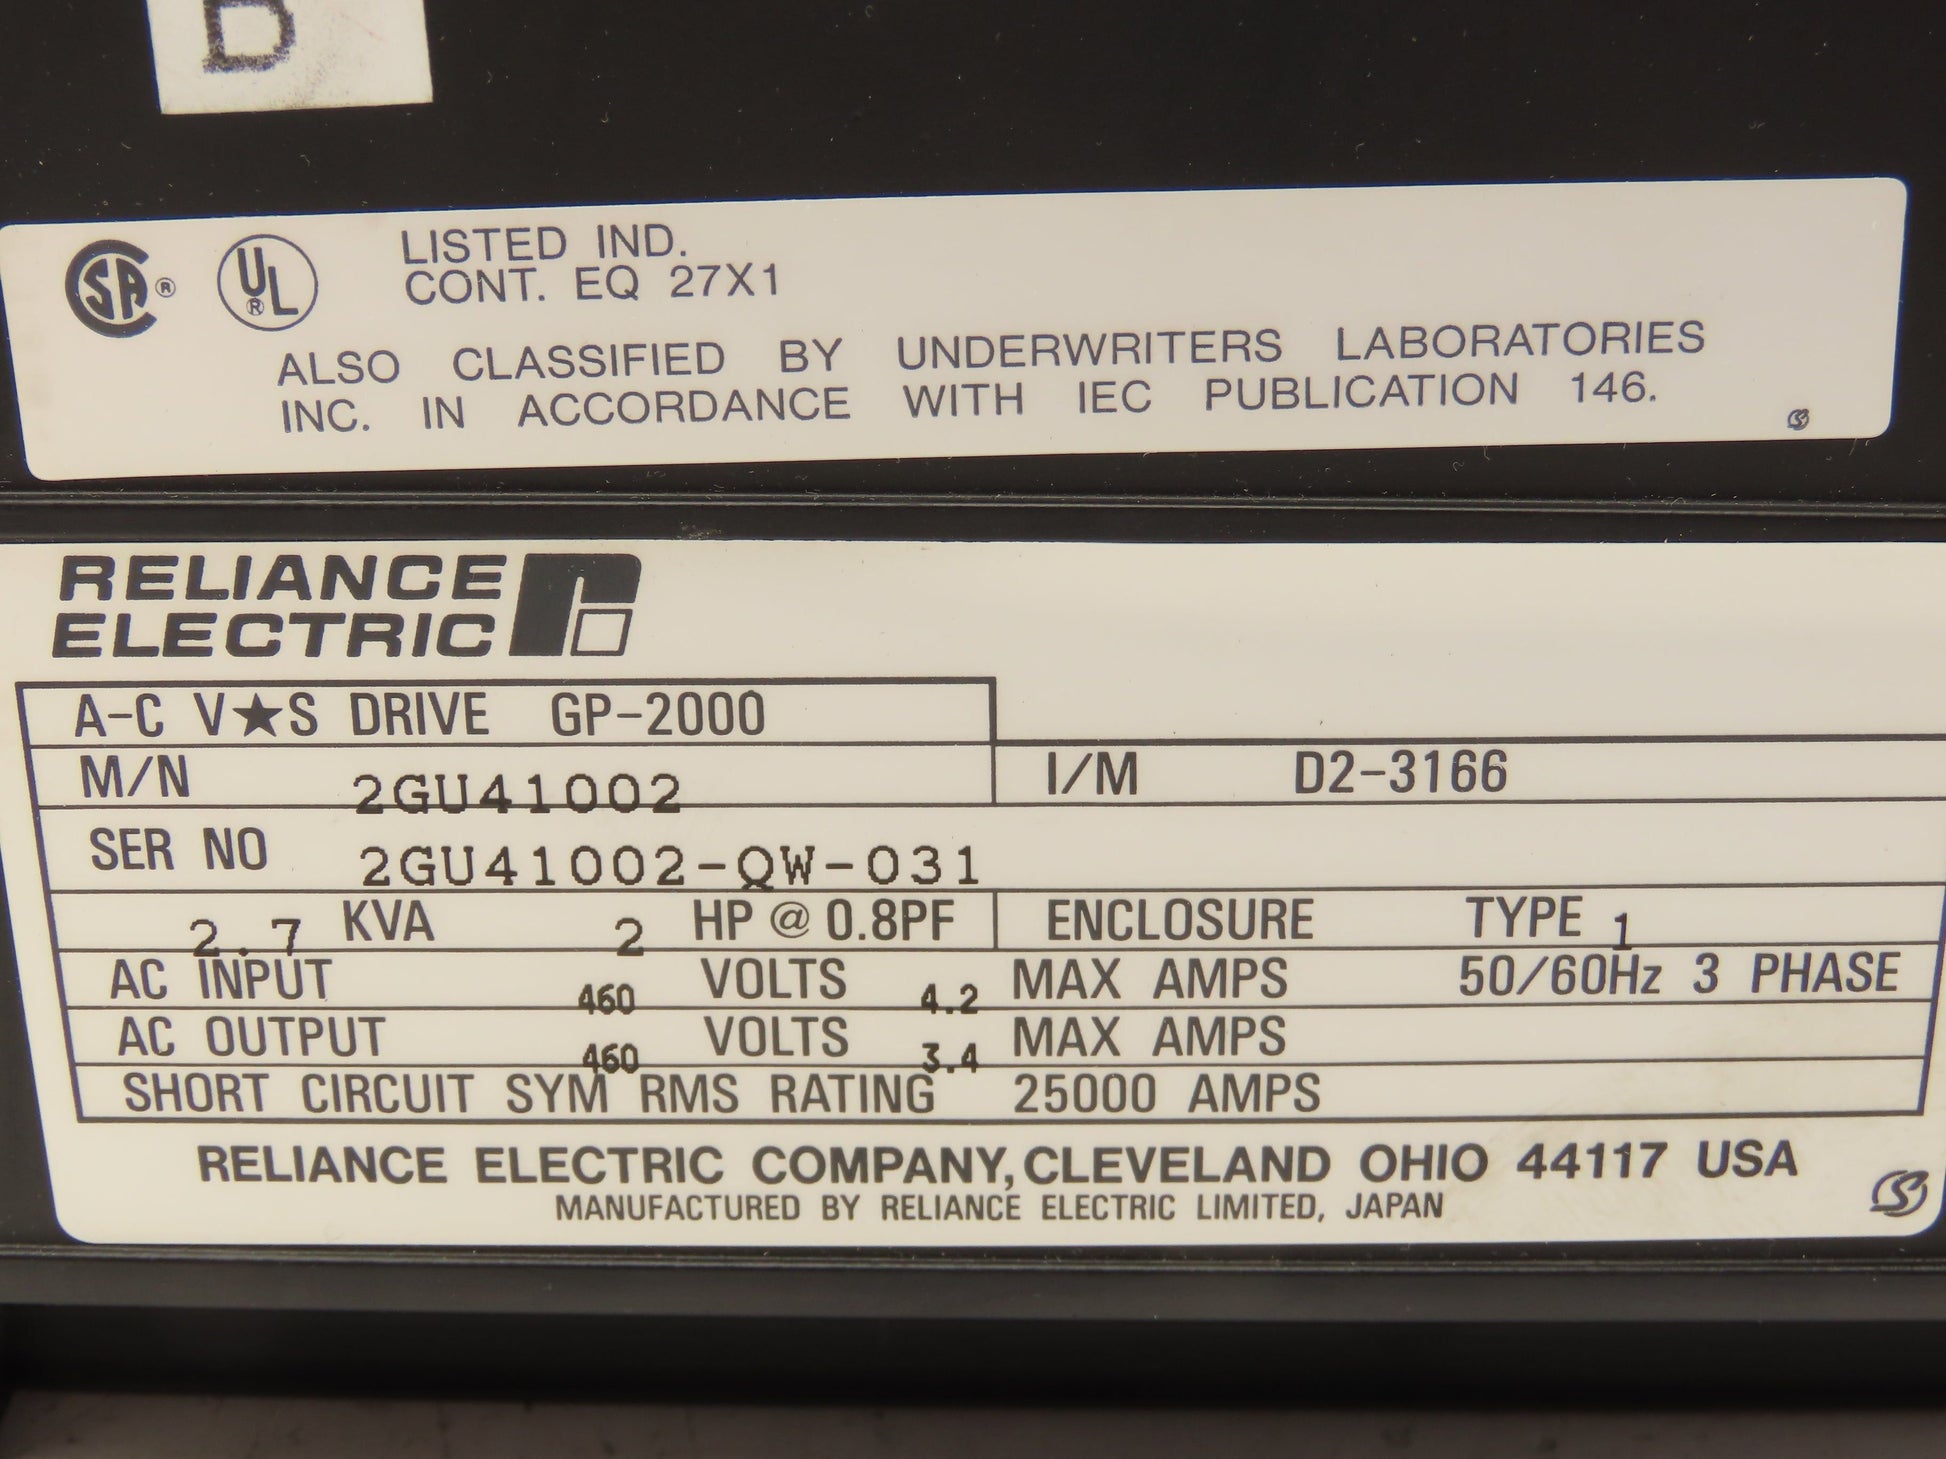 B
CSA ® UL ® LISTED IND.
CONT. EQ 27X1
ALSO CLASSIFIED BY UNDERWRITERS LABORATORIES
INC. IN ACCORDANCE WITH IEC PUBLICATION 146.
RELIANCE
ELECTRIC
A-C V★S DRIVE GP-2000
M/N 2GU41002 I/M D2-3166
SER NO 2GU41002-QW-031
2.7 KVA 2 HP @ 0.8PF ENCLOSURE TYPE 1
AC INPUT 460 VOLTS 4.2 MAX AMPS 50/60Hz 3 PHASE
AC OUTPUT 460 VOLTS 3.4 MAX AMPS
SHORT CIRCUIT SYM RMS RATING 25000 AMPS
RELIANCE ELECTRIC COMPANY, CLEVELAND OHIO 44117 USA
MANUFACTURED BY RELIANCE ELECTRIC LIMITED, JAPAN